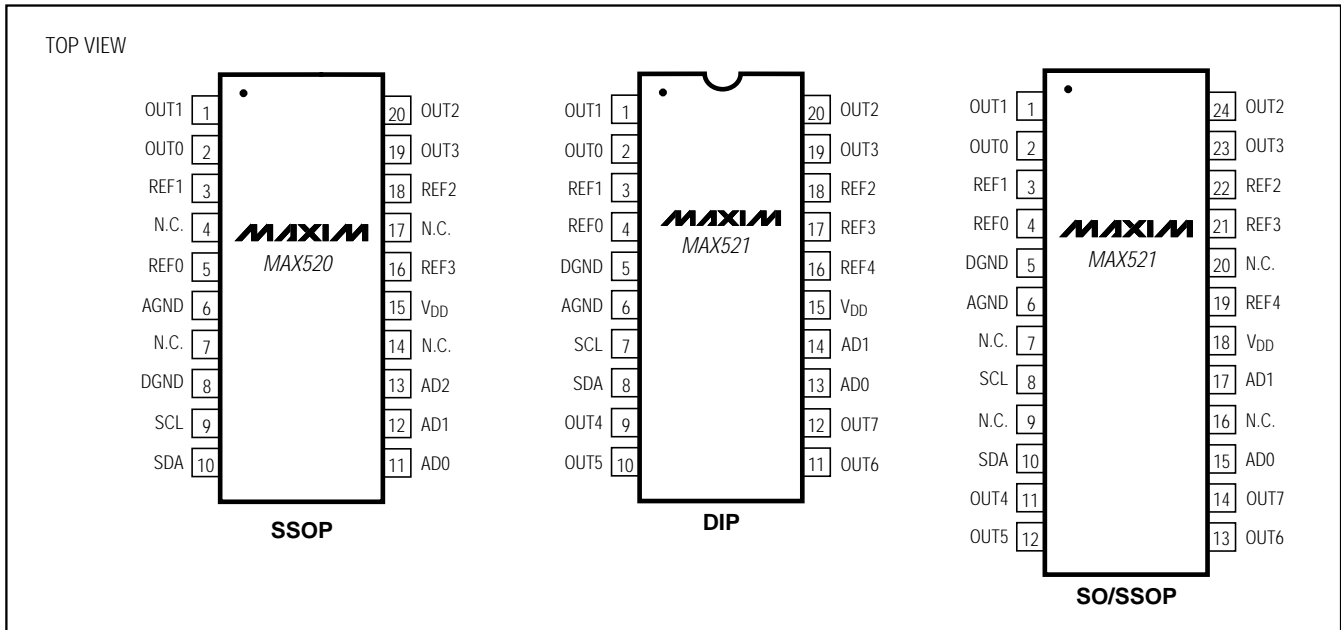 TOP VIEW
OUT1 1 20 OUT2
OUT0 2 19 OUT3
REF1 3 18 REF2
N.C. 4 17 N.C.
REF0 5 16 REF3
AGND 6 15 VDD
N.C. 7 14 N.C.
DGND 8 13 AD2
SCL 9 12 AD1
SDA 10 11 AD0
MAXIM
MAX520
SSOP
OUT1 1 20 OUT2
OUT0 2 19 OUT3
REF1 3 18 REF2
REF0 4 17 REF3
DGND 5 16 REF4
AGND 6 15 VDD
SCL 7 14 AD1
SDA 8 13 AD0
OUT4 9 12 OUT7
OUT5 10 11 OUT6
MAXIM
MAX521
DIP
OUT1 1 24 OUT2
OUT0 2 23 OUT3
REF1 3 22 REF2
REF0 4 21 REF3
DGND 5 20 N.C.
AGND 6 19 REF4
N.C. 7 18 VDD
SCL 8 17 AD1
N.C. 9 16 N.C.
SDA 10 15 AD0
OUT4 11 14 OUT7
OUT5 12 13 OUT6
MAXIM
MAX521
SO/SSOP